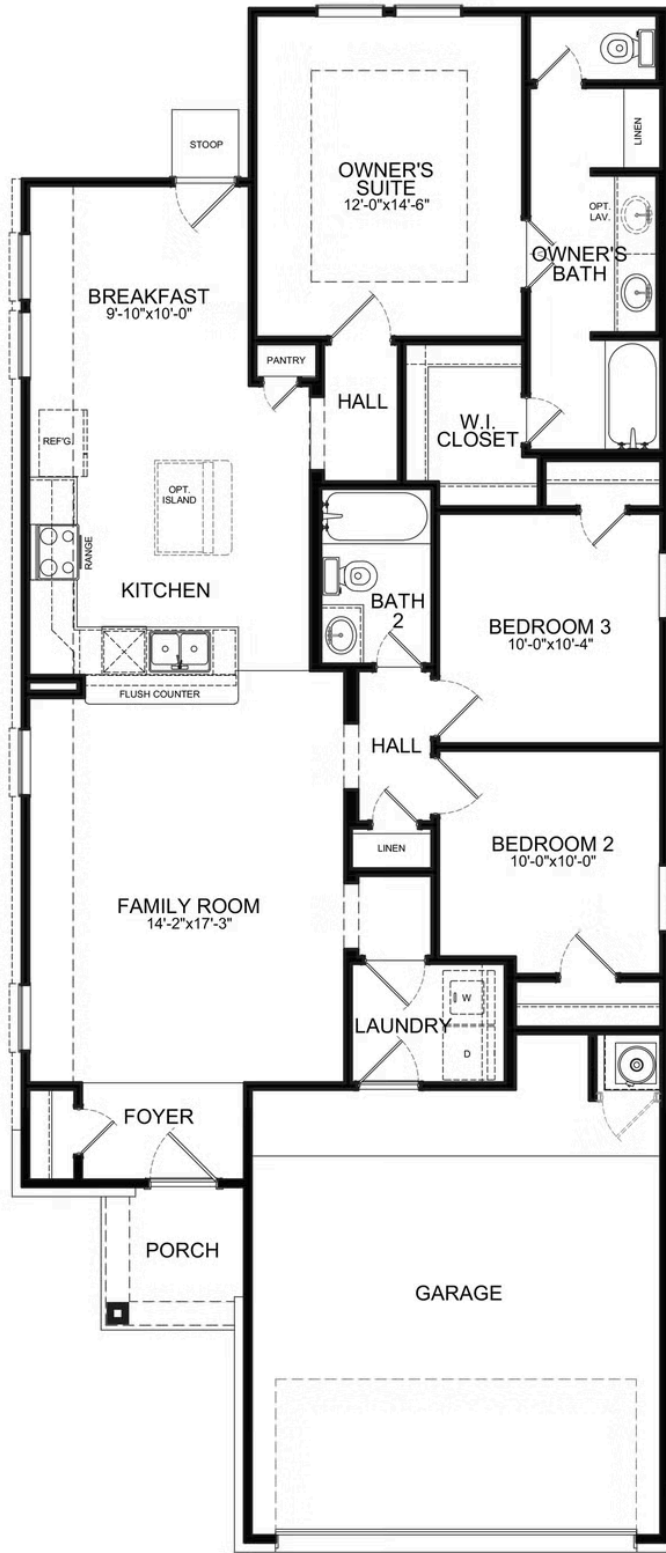 STOOP
OWNER'S
SUITE
12'-0"x14'-6"
LINEN
OPT.
LAV.
OWNER'S
BATH
BREAKFAST
9'-10"x10'-0"
PANTRY
HALL
W.I.
CLOSET
REF'G
OPT.
ISLAND
RANGE
KITCHEN
BATH
2
BEDROOM 3
10'-0"x10'-4"
FLUSH COUNTER
HALL
LINEN
BEDROOM 2
10'-0"x10'-0"
FAMILY ROOM
14'-2"x17'-3"
W
LAUNDRY
D
FOYER
PORCH
GARAGE